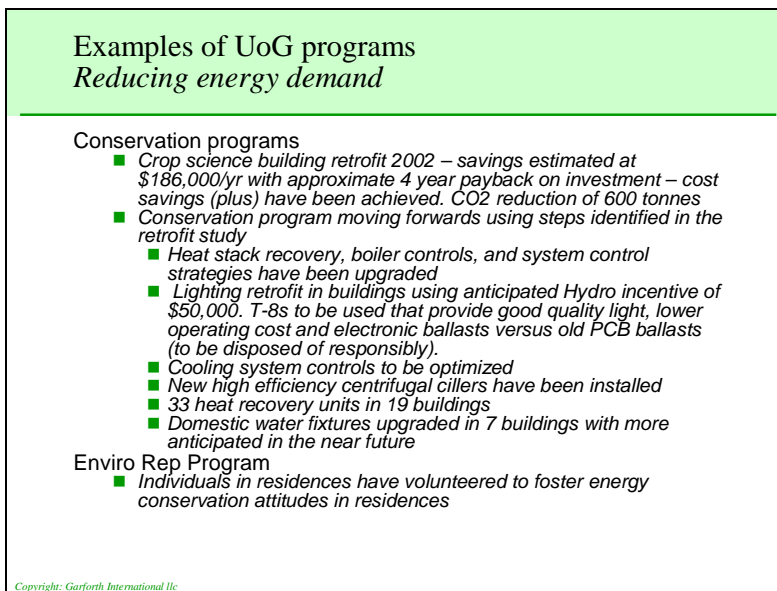 Examples of UoG programs
Reducing energy demand
Conservation programs
Crop science building retrofit 2002 – savings estimated at
$186,000/yr with approximate 4 year payback on investment – cost
savings (plus) have been achieved. CO2 reduction of 600 tonnes
Conservation program moving forwards using steps identified in the
retrofit study
Heat stack recovery, boiler controls, and system control
strategies have been upgraded
Lighting retrofit in buildings using anticipated Hydro incentive of
$50,000. T-8s to be used that provide good quality light, lower
operating cost and electronic ballasts versus old PCB ballasts
(to be disposed of responsibly).
Cooling system controls to be optimized
New high efficiency centrifugal cillers have been installed
33 heat recovery units in 19 buildings
Domestic water fixtures upgraded in 7 buildings with more
anticipated in the near future
Enviro Rep Program
Individuals in residences have volunteered to foster energy
conservation attitudes in residences
Copyright: Garforth International llc